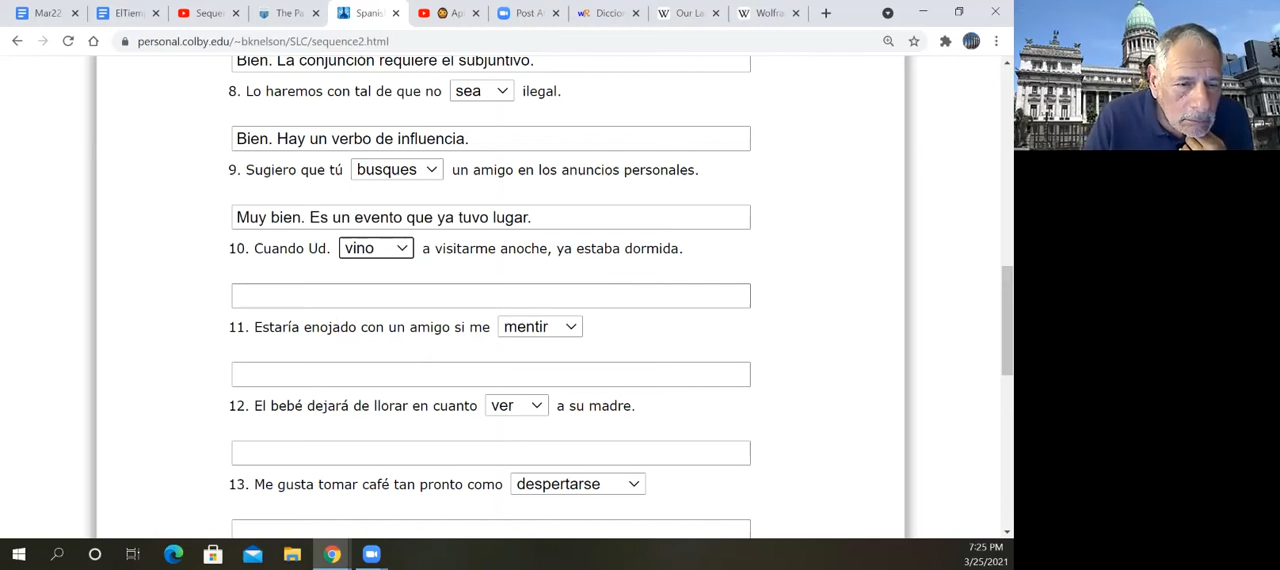 Mar22
ElTiem
Seque
The Pa
Spanis
Ap
Post A
Diccio
Our La
Wolfra
personal.colby.edu/~bknelson/SLC/sequence2.html
Bien. La conjunción requiere el subjuntivo.
8. Lo haremos con tal de que no sea ilegal.
Bien. Hay un verbo de influencia.
9. Sugiero que tú busques un amigo en los anuncios personales.
Muy bien. Es un evento que ya tuvo lugar.
10. Cuando Ud. vino a visitarme anoche, ya estaba dormida.
11. Estaría enojado con un amigo si me mentir
12. El bebé dejará de llorar en cuanto ver a su madre.
13. Me gusta tomar café tan pronto como despertarse
7:25 PM
3/25/2021